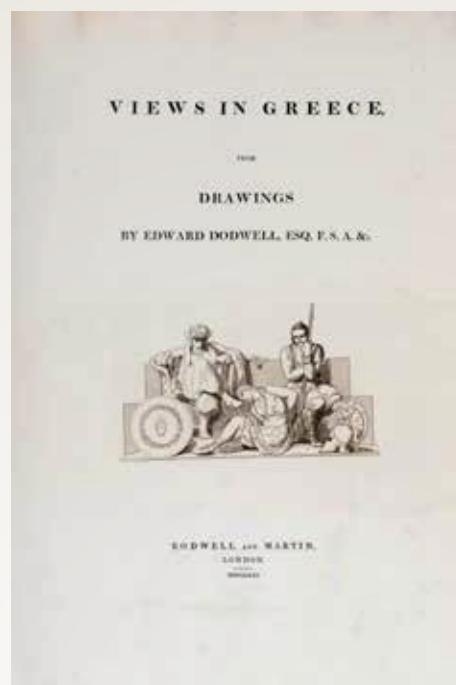 VIEWS IN GREECE,
FROM
DRAWINGS
BY EDWARD DODWELL, ESQ. F. S. A. &c.
RODWELL AND MARTIN,
LONDON